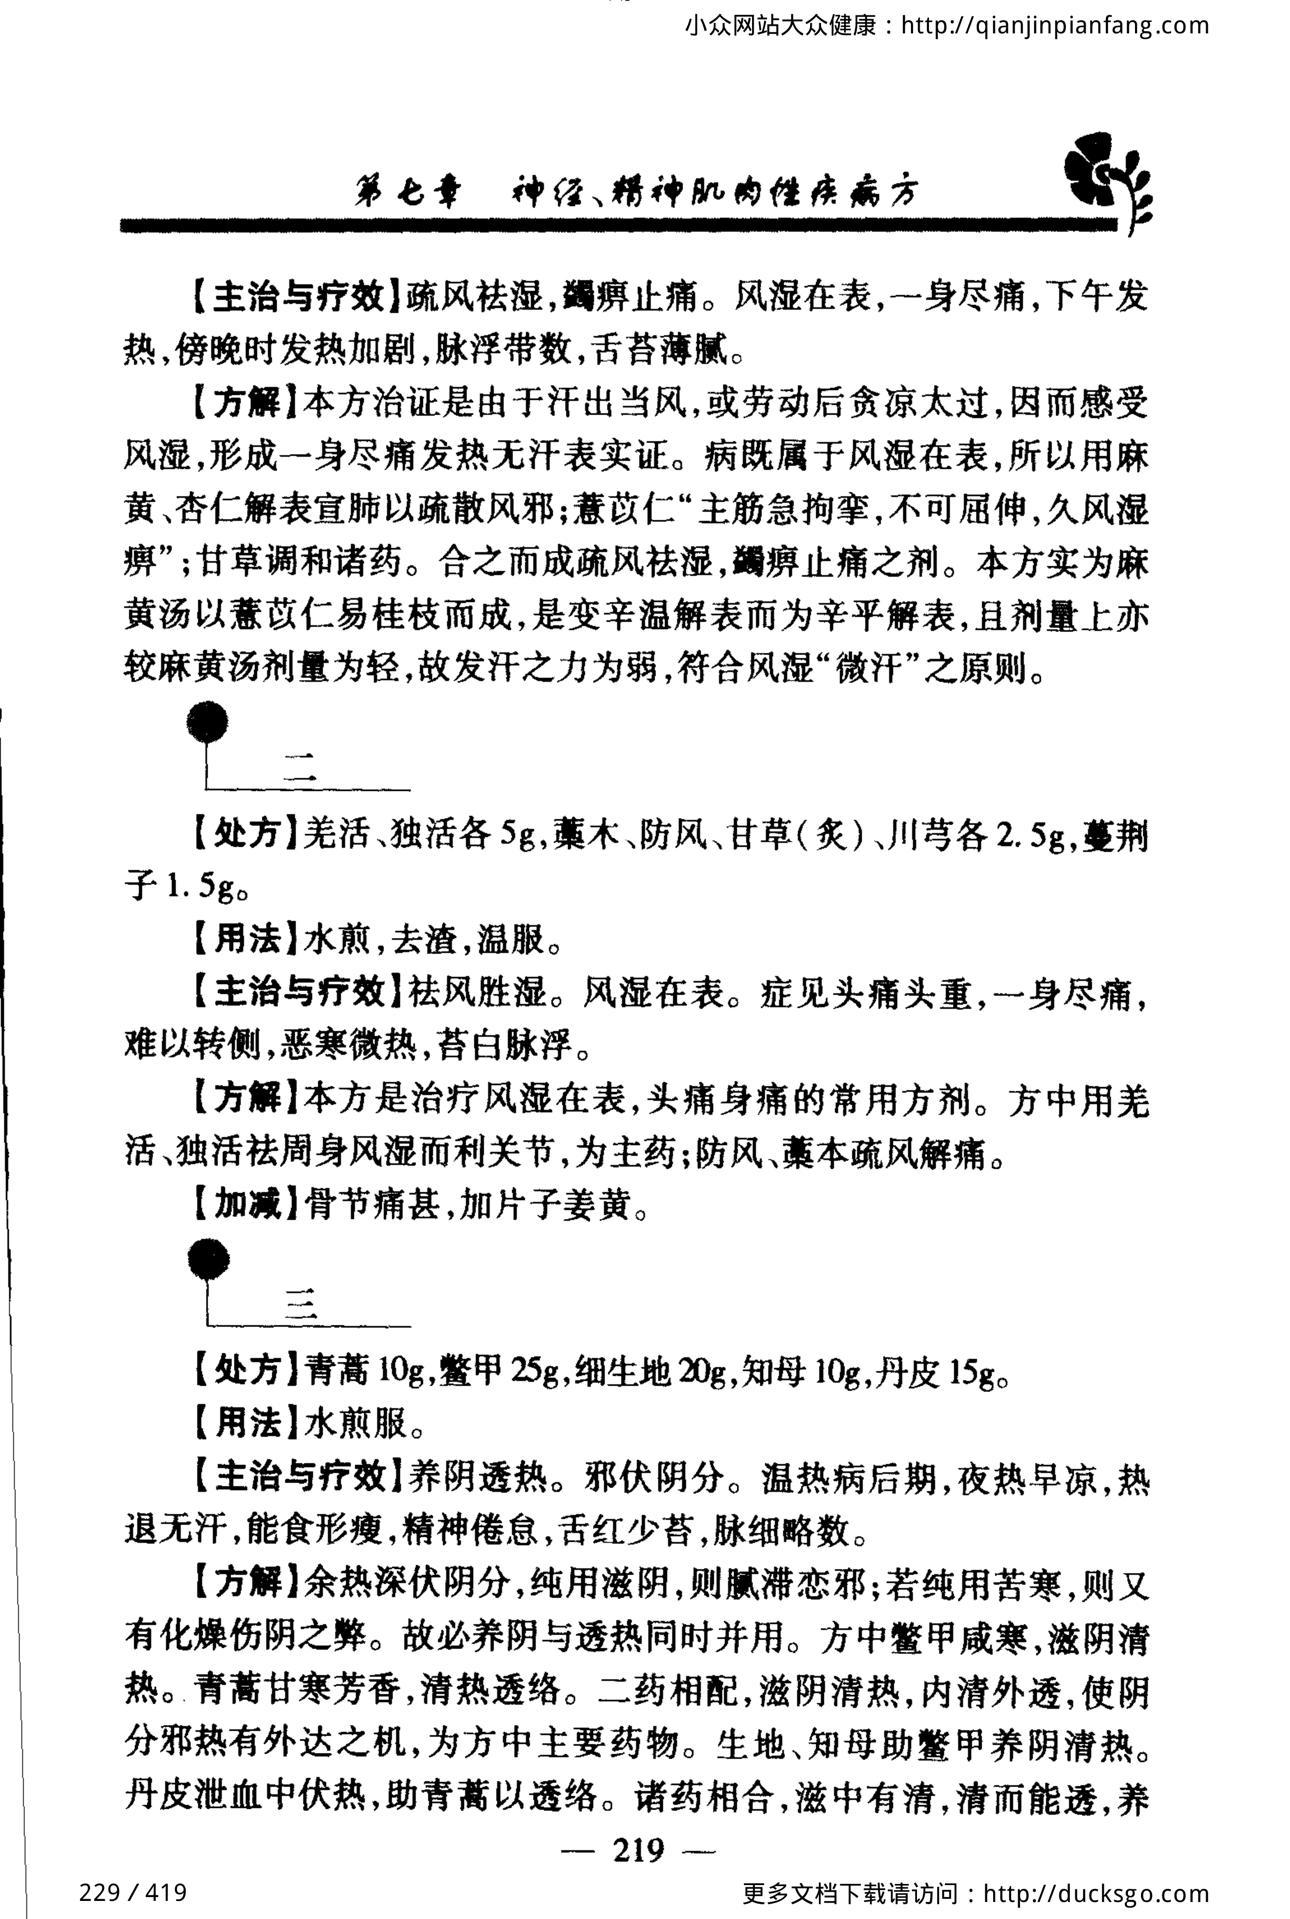 小众网站大众健康：http://qianjinpianfang.com
第七章 神经、精神肌肉性疾病方
【主治与疗效】疏风祛湿,蠲痹止痛。风湿在表,一身尽痛,下午发
热,傍晚时发热加剧,脉浮带数,舌苔薄腻。
【方解】本方治证是由于汗出当风,或劳动后贪凉太过,因而感受
风湿,形成一身尽痛发热无汗表实证。病既属于风湿在表,所以用麻
黄、杏仁解表宣肺以疏散风邪;薏苡仁“主筋急拘挛,不可屈伸,久风湿
痹”;甘草调和诸药。合之而成疏风祛湿,蠲痹止痛之剂。本方实为麻
黄汤以薏苡仁易桂枝而成,是变辛温解表而为辛平解表,且剂量上亦
较麻黄汤剂量为轻,故发汗之力为弱,符合风湿“微汗”之原则。
二
【处方】羌活、独活各 5g,藁木、防风、甘草(炙)、川芎各 2.5g,蔓荆
子 1.5g。
【用法】水煎,去渣,温服。
【主治与疗效】祛风胜湿。风湿在表。症见头痛头重,一身尽痛,
难以转侧,恶寒微热,苔白脉浮。
【方解】本方是治疗风湿在表,头痛身痛的常用方剂。方中用羌
活、独活祛周身风湿而利关节,为主药;防风、藁本疏风解痛。
【加减】骨节痛甚,加片子姜黄。
三
【处方】青蒿 10g,鳖甲 25g,细生地 20g,知母 10g,丹皮 15g。
【用法】水煎服。
【主治与疗效】养阴透热。邪伏阴分。温热病后期,夜热早凉,热
退无汗,能食形瘦,精神倦怠,舌红少苔,脉细略数。
【方解】余热深伏阴分,纯用滋阴,则腻滞恋邪;若纯用苦寒,则又
有化燥伤阴之弊。故必养阴与透热同时并用。方中鳖甲咸寒,滋阴清
热。青蒿甘寒芳香,清热透络。二药相配,滋阴清热,内清外透,使阴
分邪热有外达之机,为方中主要药物。生地、知母助鳖甲养阴清热。
丹皮泄血中伏热,助青蒿以透络。诸药相合,滋中有清,清而能透,养
— 219 —
229 / 419
更多文档下载请访问：http://ducksgo.com